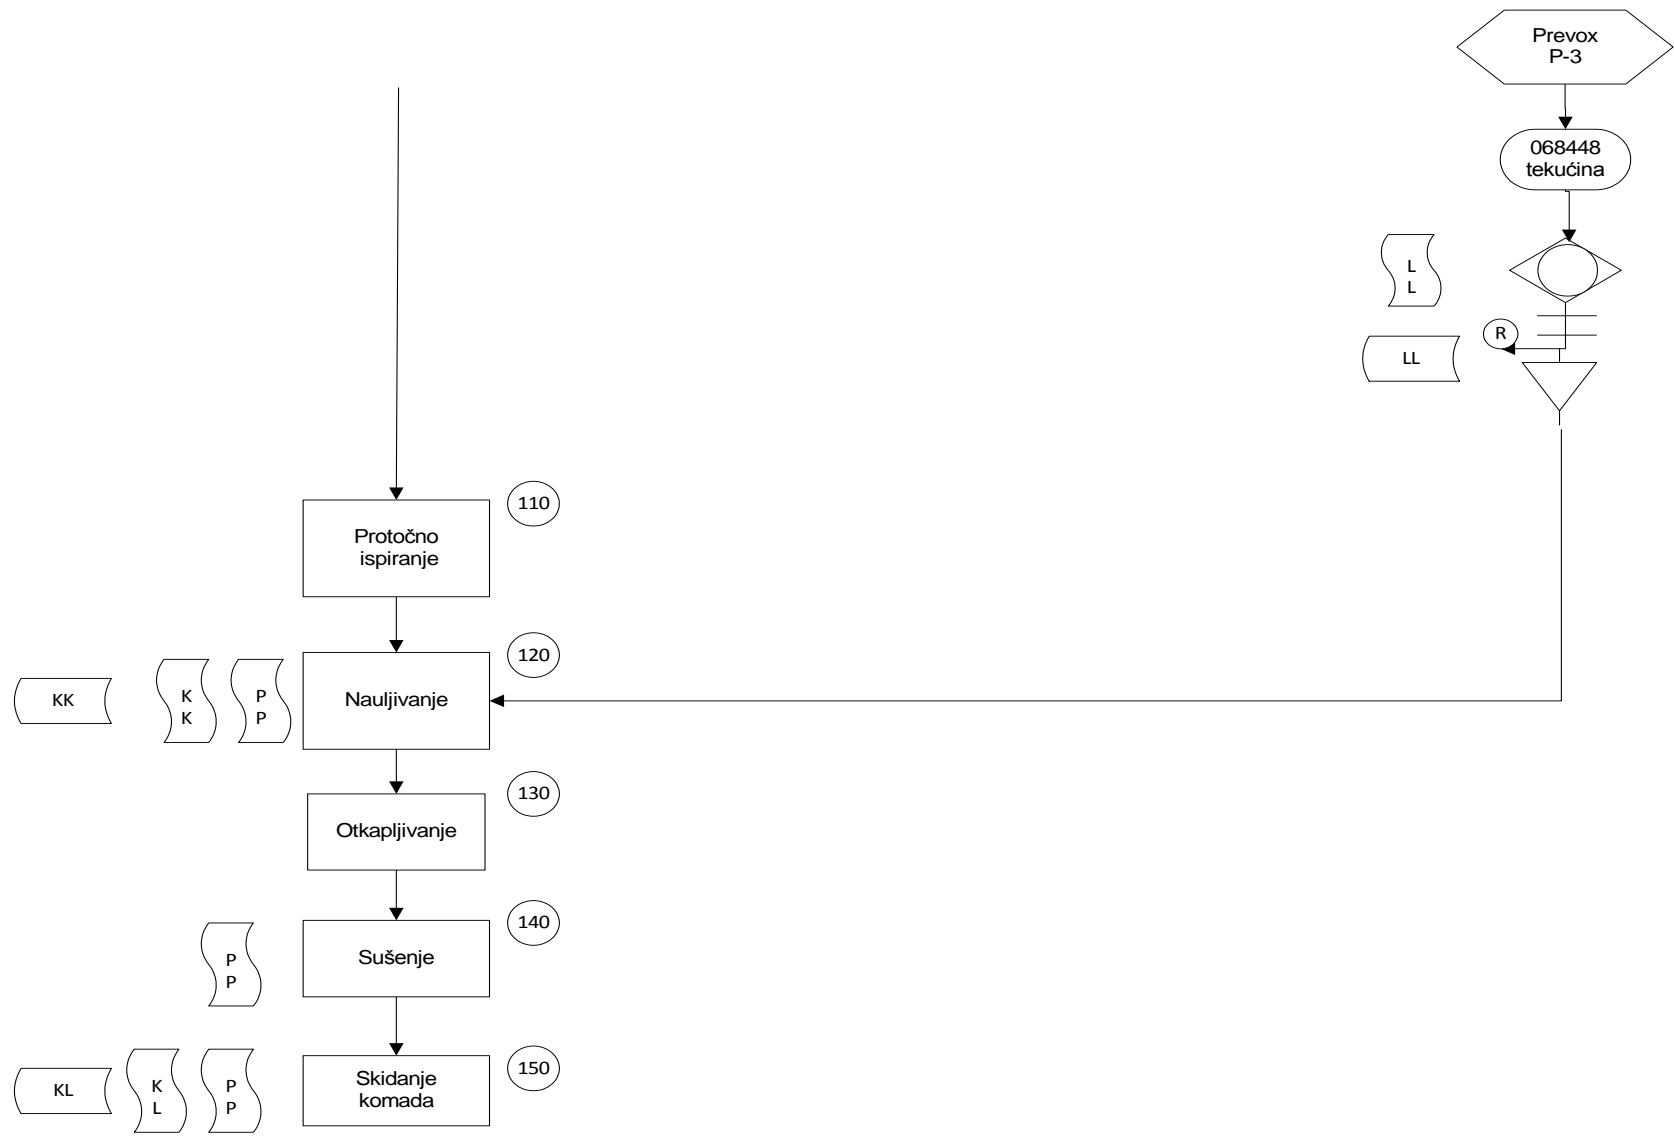 Prevox
P-3
068448
tekućina
L
L
R
LL
110
Protočno
ispiranje
120
KK
K
K
P
P
Nauljivanje
130
Otkapljivanje
140
P
P
Sušenje
150
KL
K
L
P
P
Skidanje
komada